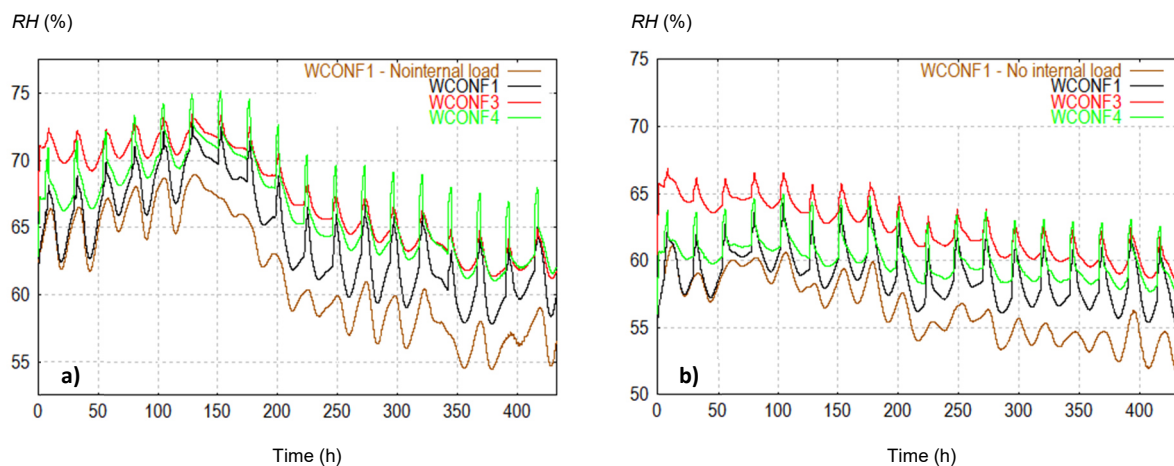 RH (%)
WCONF1 - Nointernal load
WCONF1
WCONF3
WCONF4
75
70
65
60
55
a)
0 50 100 150 200 250 300 350 400
Time (h)
RH (%)
WCONF1 - No internal load
WCONF1
WCONF3
WCONF4
75
70
65
60
55
50
b)
0 50 100 150 200 250 300 350 400
Time (h)